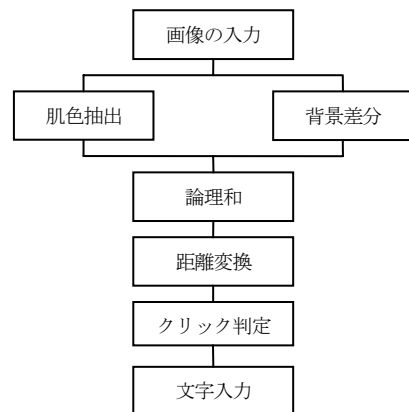 画像の入力
肌色抽出
背景差分
論理和
距離変換
クリック判定
文字入力